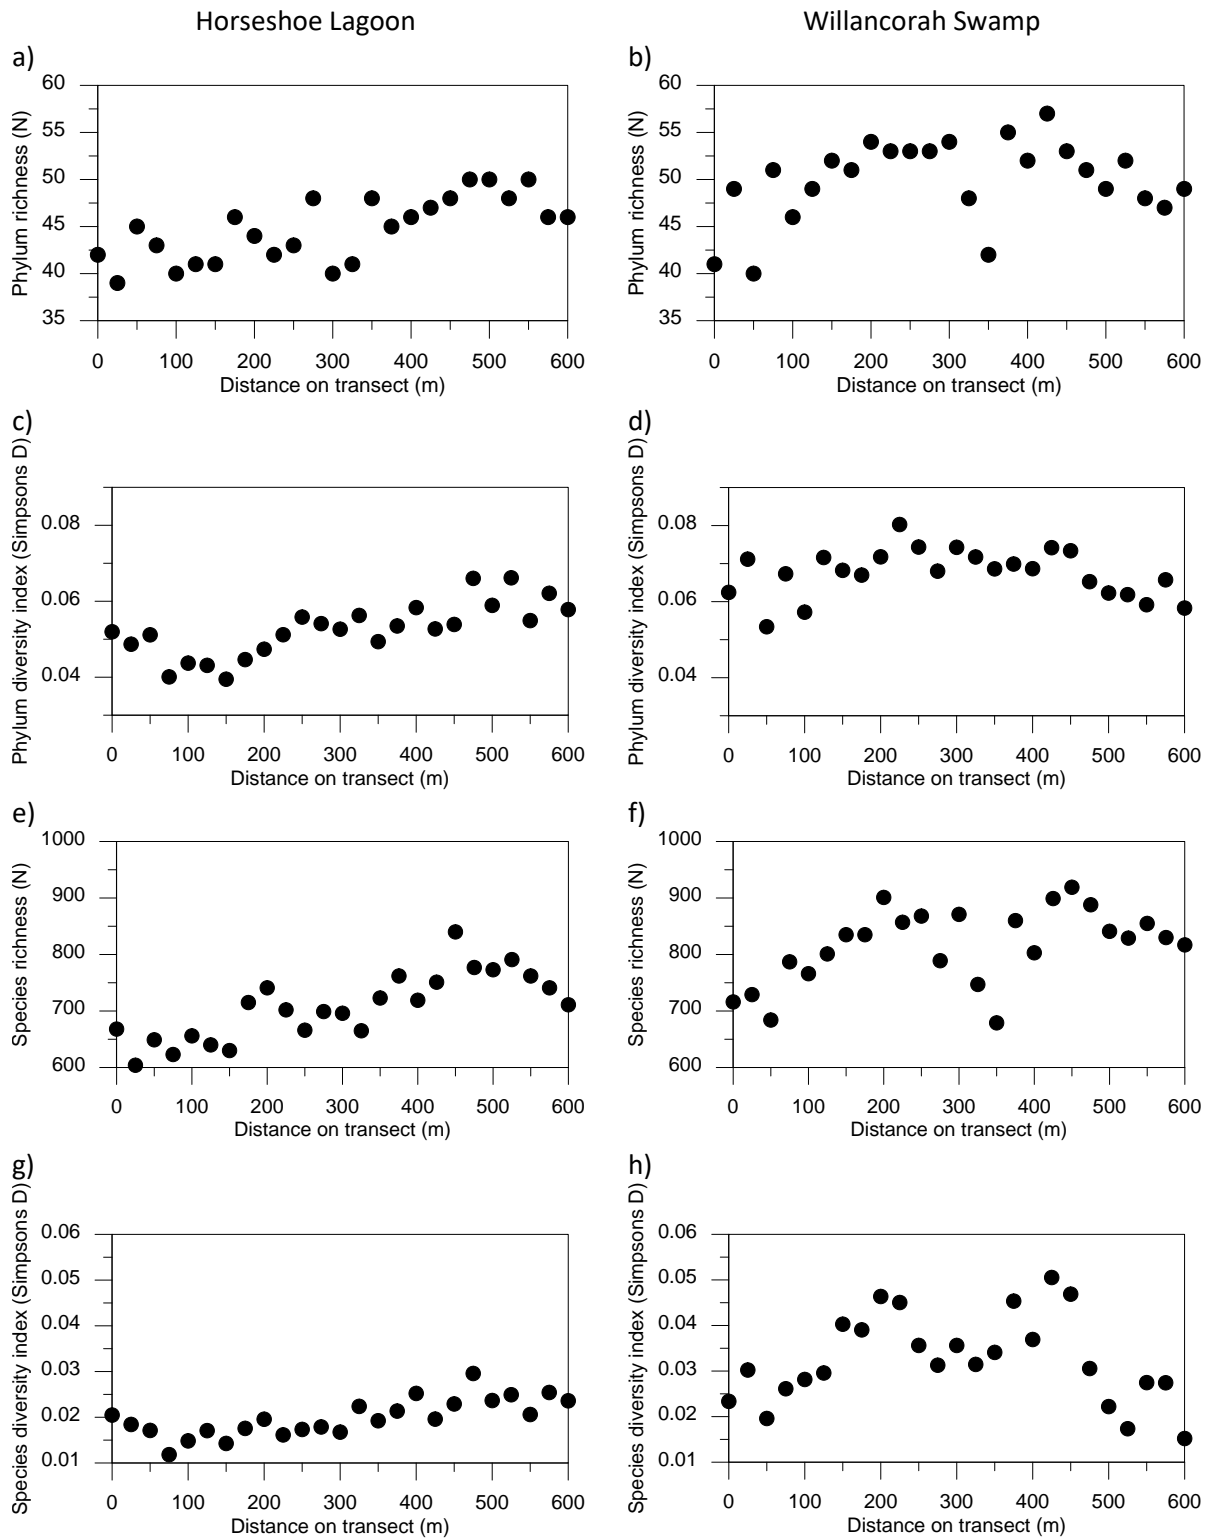 Horseshoe Lagoon
Willancorah Swamp
a)
Phylum richness (N)
60
55
50
45
40
35
0 100 200 300 400 500 600
Distance on transect (m)
b)
Phylum richness (N)
60
55
50
45
40
35
0 100 200 300 400 500 600
Distance on transect (m)
c)
Phylum diversity index (Simpsons D)
0.08
0.06
0.04
0 100 200 300 400 500 600
Distance on transect (m)
d)
Phylum diversity index (Simpsons D)
0.08
0.06
0.04
0 100 200 300 400 500 600
Distance on transect (m)
e)
Species richness (N)
1000
900
800
700
600
0 100 200 300 400 500 600
Distance on transect (m)
f)
Species richness (N)
1000
900
800
700
600
0 100 200 300 400 500 600
Distance on transect (m)
g)
Species diversity index (Simpsons D)
0.06
0.05
0.04
0.03
0.02
0.01
0 100 200 300 400 500 600
Distance on transect (m)
h)
Species diversity index (Simpsons D)
0.06
0.05
0.04
0.03
0.02
0.01
0 100 200 300 400 500 600
Distance on transect (m)